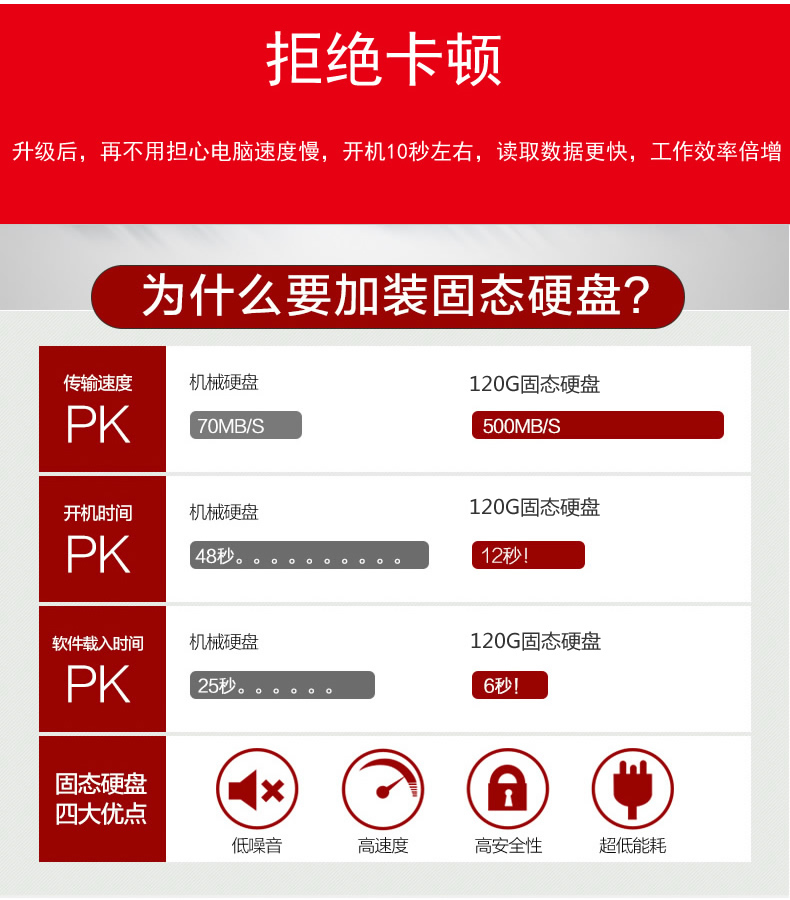 拒绝卡顿
升级后，再不用担心电脑速度慢，开机10秒左右，读取数据更快，工作效率倍增
为什么要加装固态硬盘?
传输速度
PK
机械硬盘
120G固态硬盘
70MB/S
500MB/S
开机时间
PK
机械硬盘
120G固态硬盘
48秒。。。。。。。。。。
12秒!
软件载入时间
PK
机械硬盘
120G固态硬盘
25秒。。。。。。
6秒!
固态硬盘
四大优点
低噪音
高速度
高安全性
超低能耗